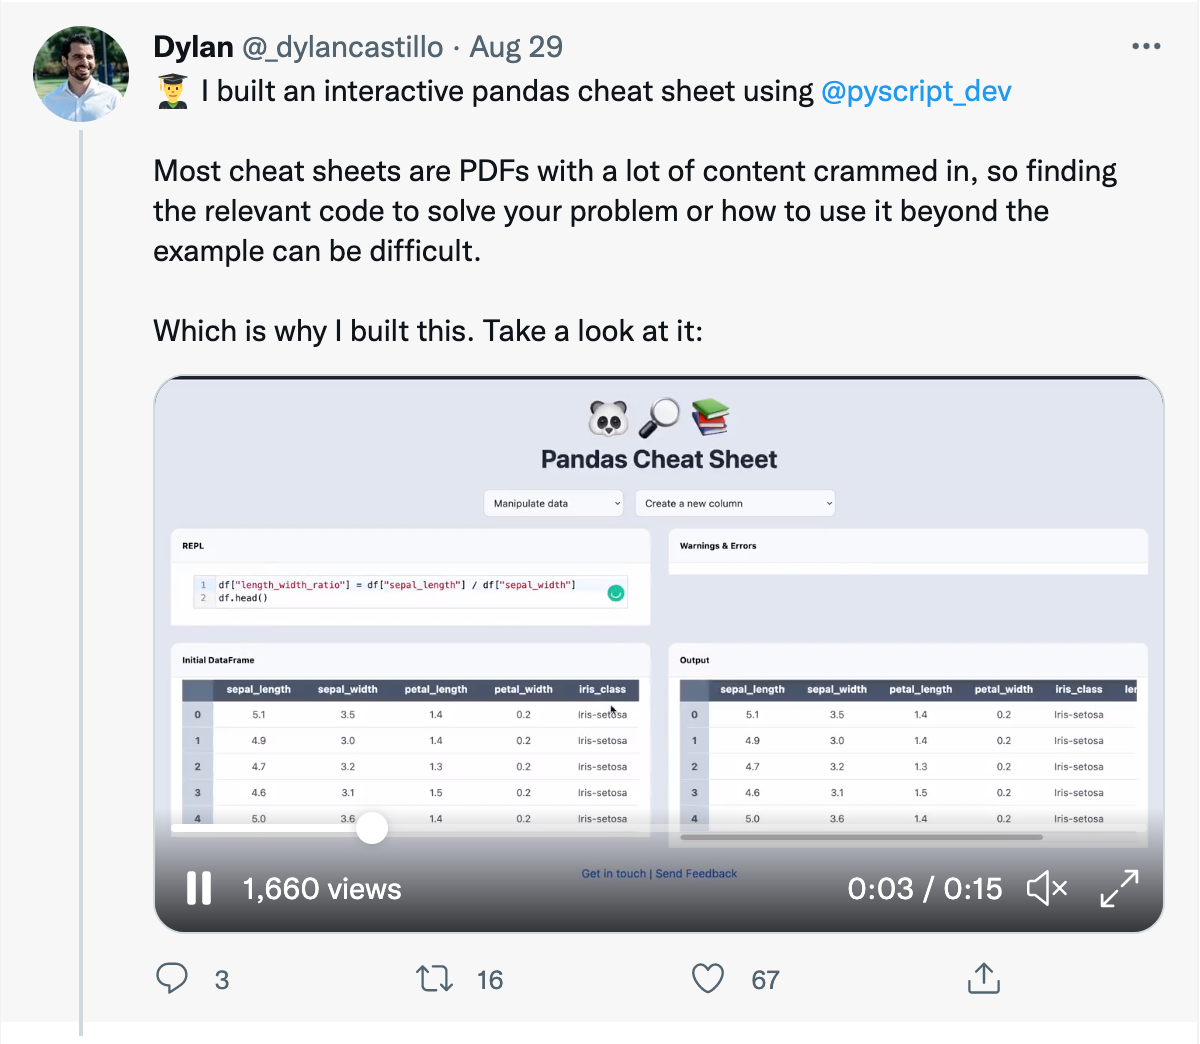 Dylan @_dylancastillo · Aug 29
I built an interactive pandas cheat sheet using @pyscript_dev
Most cheat sheets are PDFs with a lot of content crammed in, so finding
the relevant code to solve your problem or how to use it beyond the
example can be difficult.
Which is why I built this. Take a look at it:
Pandas Cheat Sheet
Manipulate data
Create a new column
REPL
1 df["length_width_ratio"] = df["sepal_length"] / df["sepal_width"]
2 df.head()
Warnings & Errors
Initial DataFrame
sepal_length sepal_width petal_length petal_width iris_class
0 5.1 3.5 1.4 0.2 Iris-setosa
1 4.9 3.0 1.4 0.2 Iris-setosa
2 4.7 3.2 1.3 0.2 Iris-setosa
3 4.6 3.1 1.5 0.2 Iris-setosa
4 5.0 3.6 1.4 0.2 Iris-setosa
Output
sepal_length sepal_width petal_length petal_width iris_class ler
0 5.1 3.5 1.4 0.2 Iris-setosa
1 4.9 3.0 1.4 0.2 Iris-setosa
2 4.7 3.2 1.3 0.2 Iris-setosa
3 4.6 3.1 1.5 0.2 Iris-setosa
4 5.0 3.6 1.4 0.2 Iris-setosa
Get in touch | Send Feedback
1,660 views
0:03 / 0:15
3
16
67